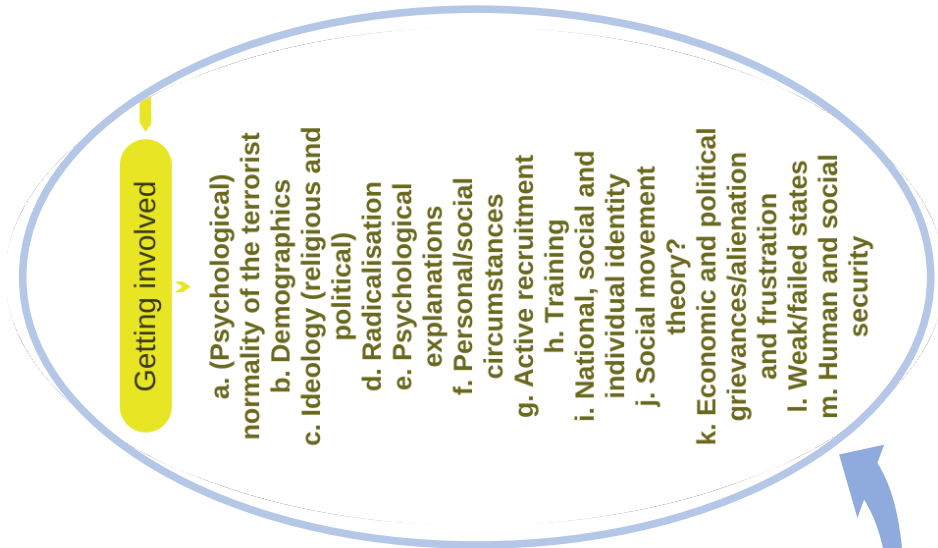 Getting involved
a. (Psychological)
normality of the terrorist
b. Demographics
c. Ideology (religious and
political)
d. Radicalisation
e. Psychological
explanations
f. Personal/social
circumstances
g. Active recruitment
h. Training
i. National, social and
individual identity
j. Social movement
theory?
k. Economic and political
grievances/alienation
and frustration
l. Weak/failed states
m. Human and social
security